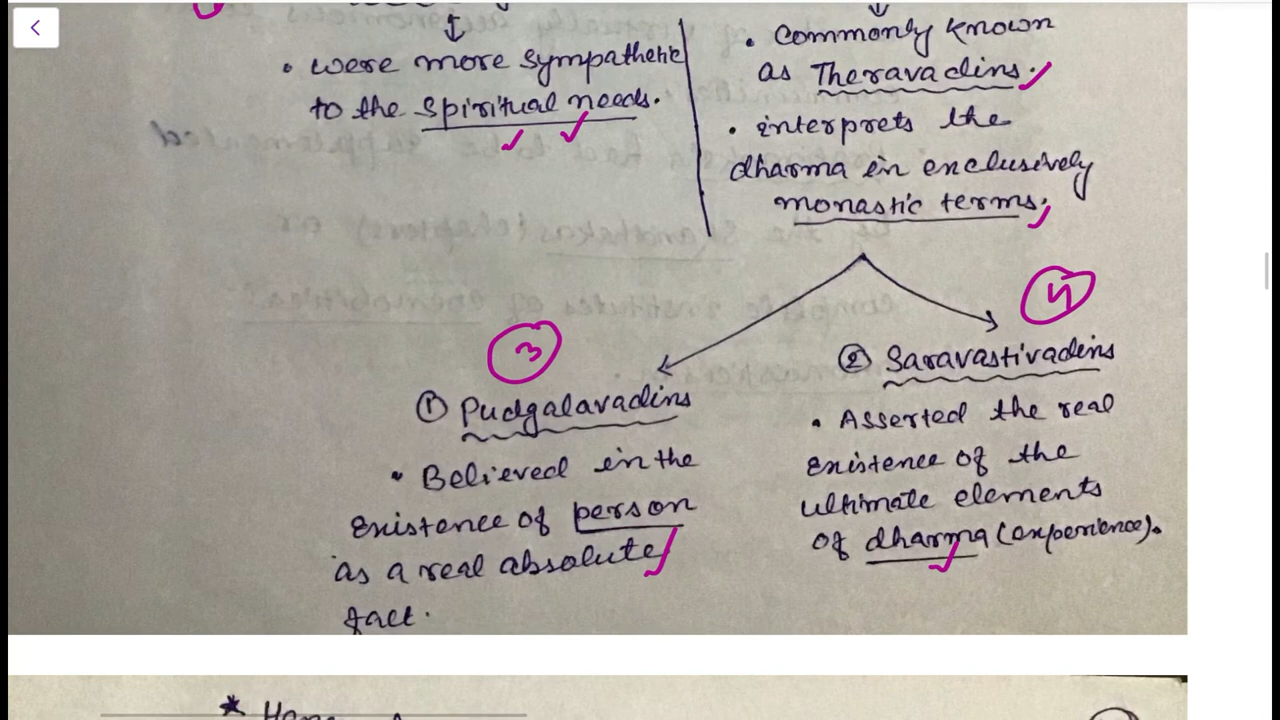 • were more sympathetic
to the spiritual needs.
• commonly known
as Theravadins.
• interprets the
dharma in exclusively
monastic terms.
3
4
① Pudgalavadins
• Believed in the
existence of person
as a real absolute
fact.
② Saravastivadins
• Asserted the real
existence of the
ultimate elements
of dharma (experience).